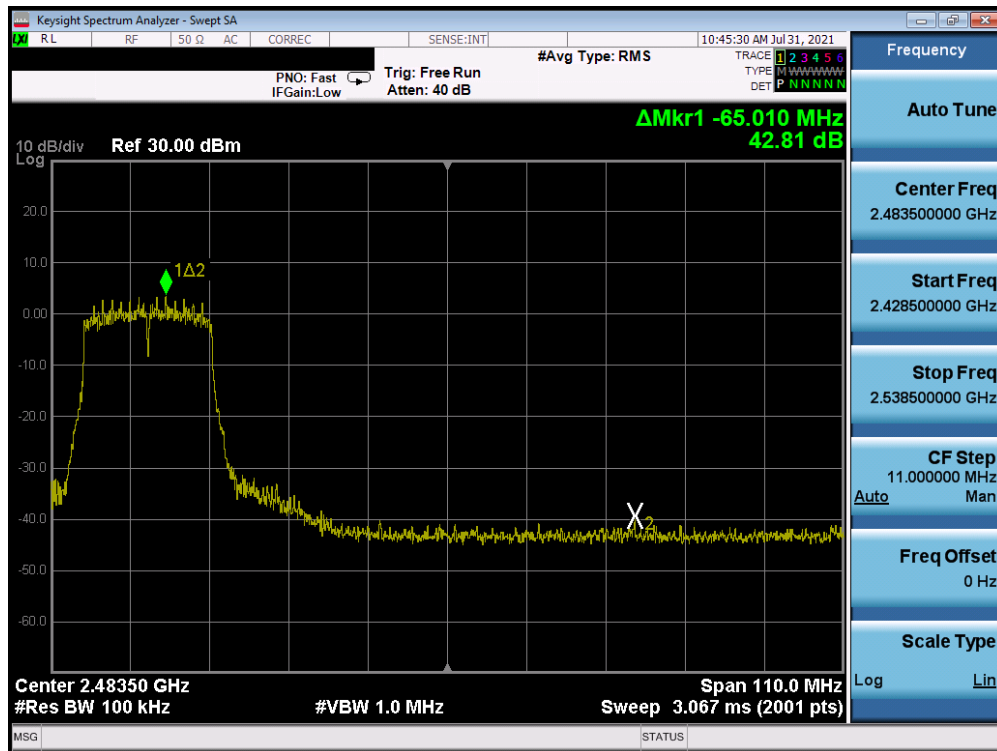 Keysight Spectrum Analyzer - Swept SA
LXI RL RF 50 Ω AC CORREC SENSE:INT 10:45:30 AM Jul 31, 2021
#Avg Type: RMS TRACE 1 2 3 4 5 6
PNO: Fast Trig: Free Run TYPE M WWWWW
IFGain:Low Atten: 40 dB DET P N N N N N
ΔMkr1 -65.010 MHz
42.81 dB
10 dB/div Ref 30.00 dBm
Log
20.0
10.0
1Δ2
0.00
-10.0
-20.0
-30.0
-40.0
X2
-50.0
-60.0
Center 2.48350 GHz Span 110.0 MHz
#Res BW 100 kHz #VBW 1.0 MHz Sweep 3.067 ms (2001 pts)
MSG STATUS
Frequency
Auto Tune
Center Freq
2.483500000 GHz
Start Freq
2.428500000 GHz
Stop Freq
2.538500000 GHz
CF Step
11.000000 MHz
Auto Man
Freq Offset
0 Hz
Scale Type
Log Lin